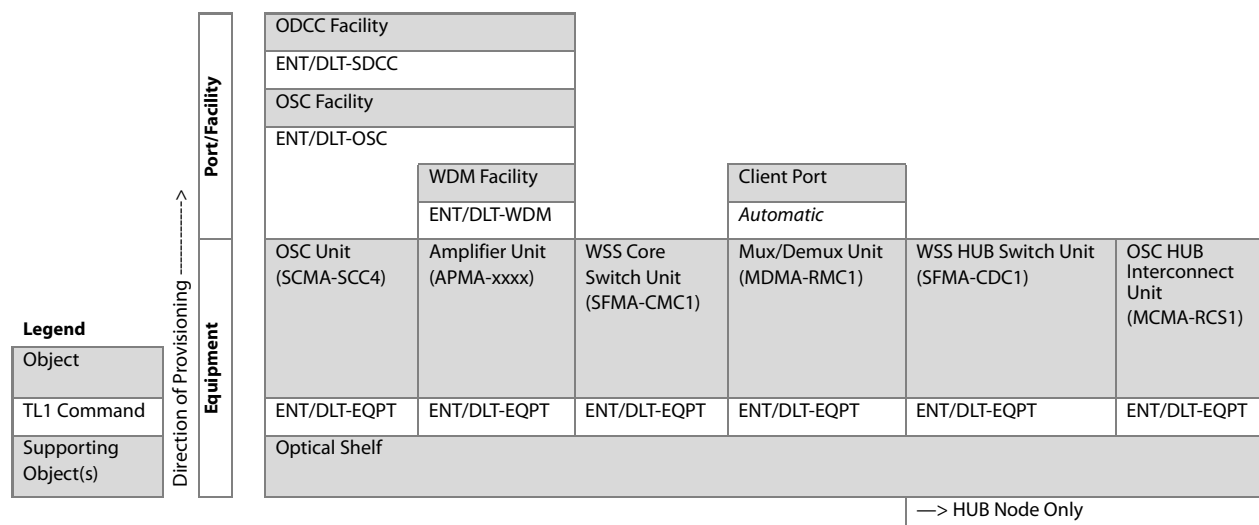 ODCC Facility
ENT/DLT-SDCC
OSC Facility
ENT/DLT-OSC
WDM Facility
Client Port
ENT/DLT-WDM
Automatic
Port/Facility
Direction of Provisioning ------------->
Equipment
OSC Unit
(SCMA-SCC4)
Amplifier Unit
(APMA-xxxx)
WSS Core
Switch Unit
(SFMA-CMC1)
Mux/Demux Unit
(MDMA-RMC1)
WSS HUB Switch Unit
(SFMA-CDC1)
OSC HUB
Interconnect
Unit
(MCMA-RCS1)
Legend
Object
TL1 Command
Supporting
Object(s)
ENT/DLT-EQPT
ENT/DLT-EQPT
ENT/DLT-EQPT
ENT/DLT-EQPT
ENT/DLT-EQPT
ENT/DLT-EQPT
Optical Shelf
—> HUB Node Only